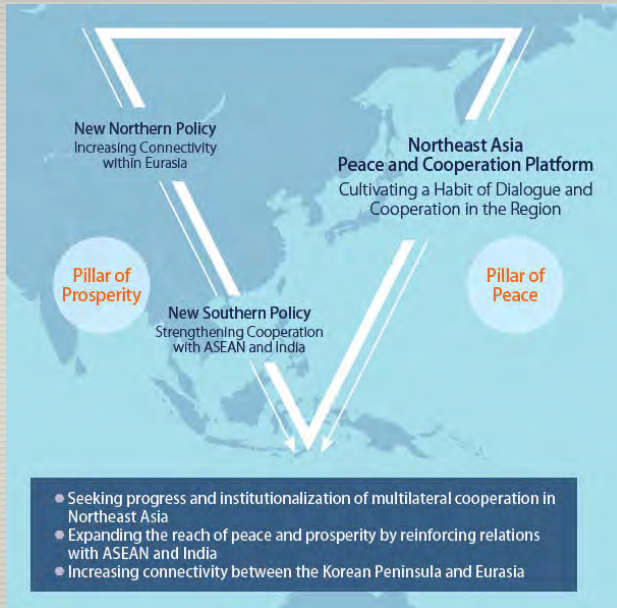 New Northern Policy
Increasing Connectivity
within Eurasia
Northeast Asia
Peace and Cooperation Platform
Cultivating a Habit of Dialogue and
Cooperation in the Region
Pillar of
Prosperity
Pillar of
Peace
New Southern Policy
Strengthening Cooperation
with ASEAN and India
● Seeking progress and institutionalization of multilateral cooperation in
Northeast Asia
● Expanding the reach of peace and prosperity by reinforcing relations
with ASEAN and India
● Increasing connectivity between the Korean Peninsula and Eurasia